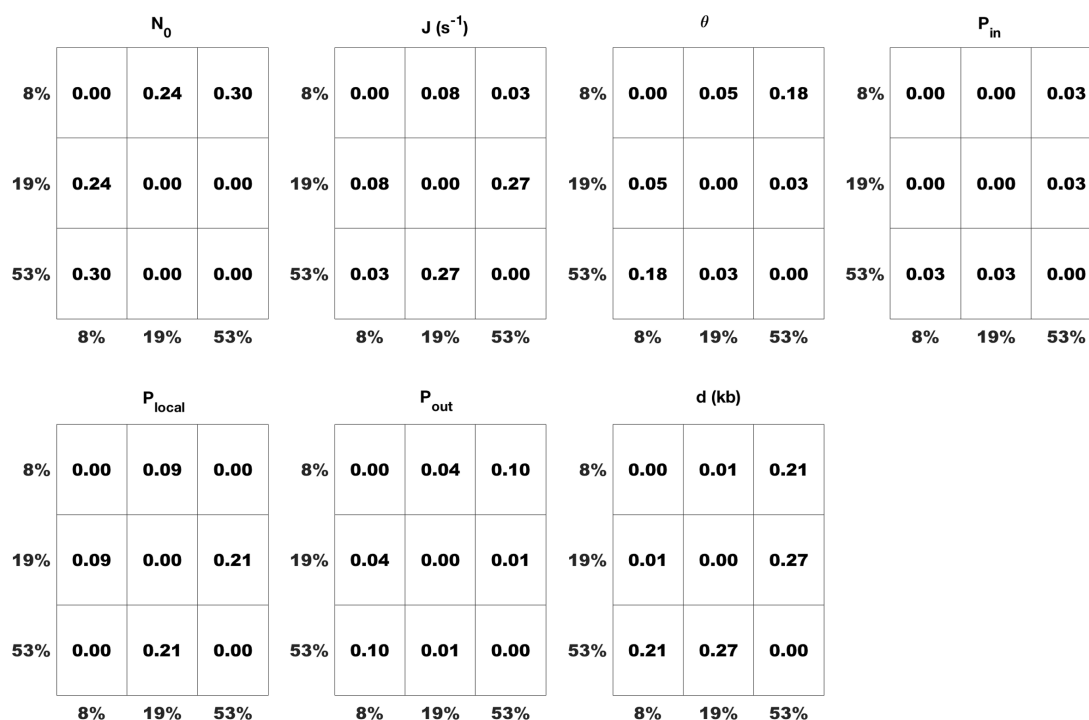 N_0 J (s^-1) θ P_in
8% 0.00 0.24 0.30 8% 0.00 0.08 0.03 8% 0.00 0.05 0.18 8% 0.00 0.00 0.03
19% 0.24 0.00 0.00 19% 0.08 0.00 0.27 19% 0.05 0.00 0.03 19% 0.00 0.00 0.03
53% 0.30 0.00 0.00 53% 0.03 0.27 0.00 53% 0.18 0.03 0.00 53% 0.03 0.03 0.00
8% 19% 53% 8% 19% 53% 8% 19% 53% 8% 19% 53%
P_local P_out d (kb)
8% 0.00 0.09 0.00 8% 0.00 0.04 0.10 8% 0.00 0.01 0.21
19% 0.09 0.00 0.21 19% 0.04 0.00 0.01 19% 0.01 0.00 0.27
53% 0.00 0.21 0.00 53% 0.10 0.01 0.00 53% 0.21 0.27 0.00
8% 19% 53% 8% 19% 53% 8% 19% 53%